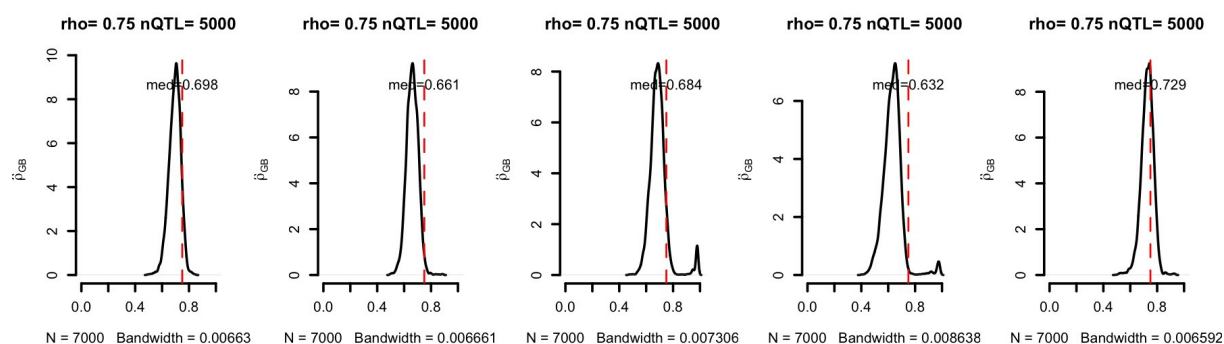 rho= 0.75 nQTL= 5000
med=0.698
ρ̈GB
0 2 4 6 8 10
0.0 0.4 0.8
N = 7000 Bandwidth = 0.00663
rho= 0.75 nQTL= 5000
med=0.661
ρ̈GB
0 2 4 6 8
0.0 0.4 0.8
N = 7000 Bandwidth = 0.006661
rho= 0.75 nQTL= 5000
med=0.684
ρ̈GB
0 2 4 6 8
0.0 0.4 0.8
N = 7000 Bandwidth = 0.007306
rho= 0.75 nQTL= 5000
med=0.632
ρ̈GB
0 2 4 6
0.0 0.4 0.8
N = 7000 Bandwidth = 0.008638
rho= 0.75 nQTL= 5000
med=0.729
ρ̈GB
0 2 4 6 8
0.0 0.4 0.8
N = 7000 Bandwidth = 0.006592